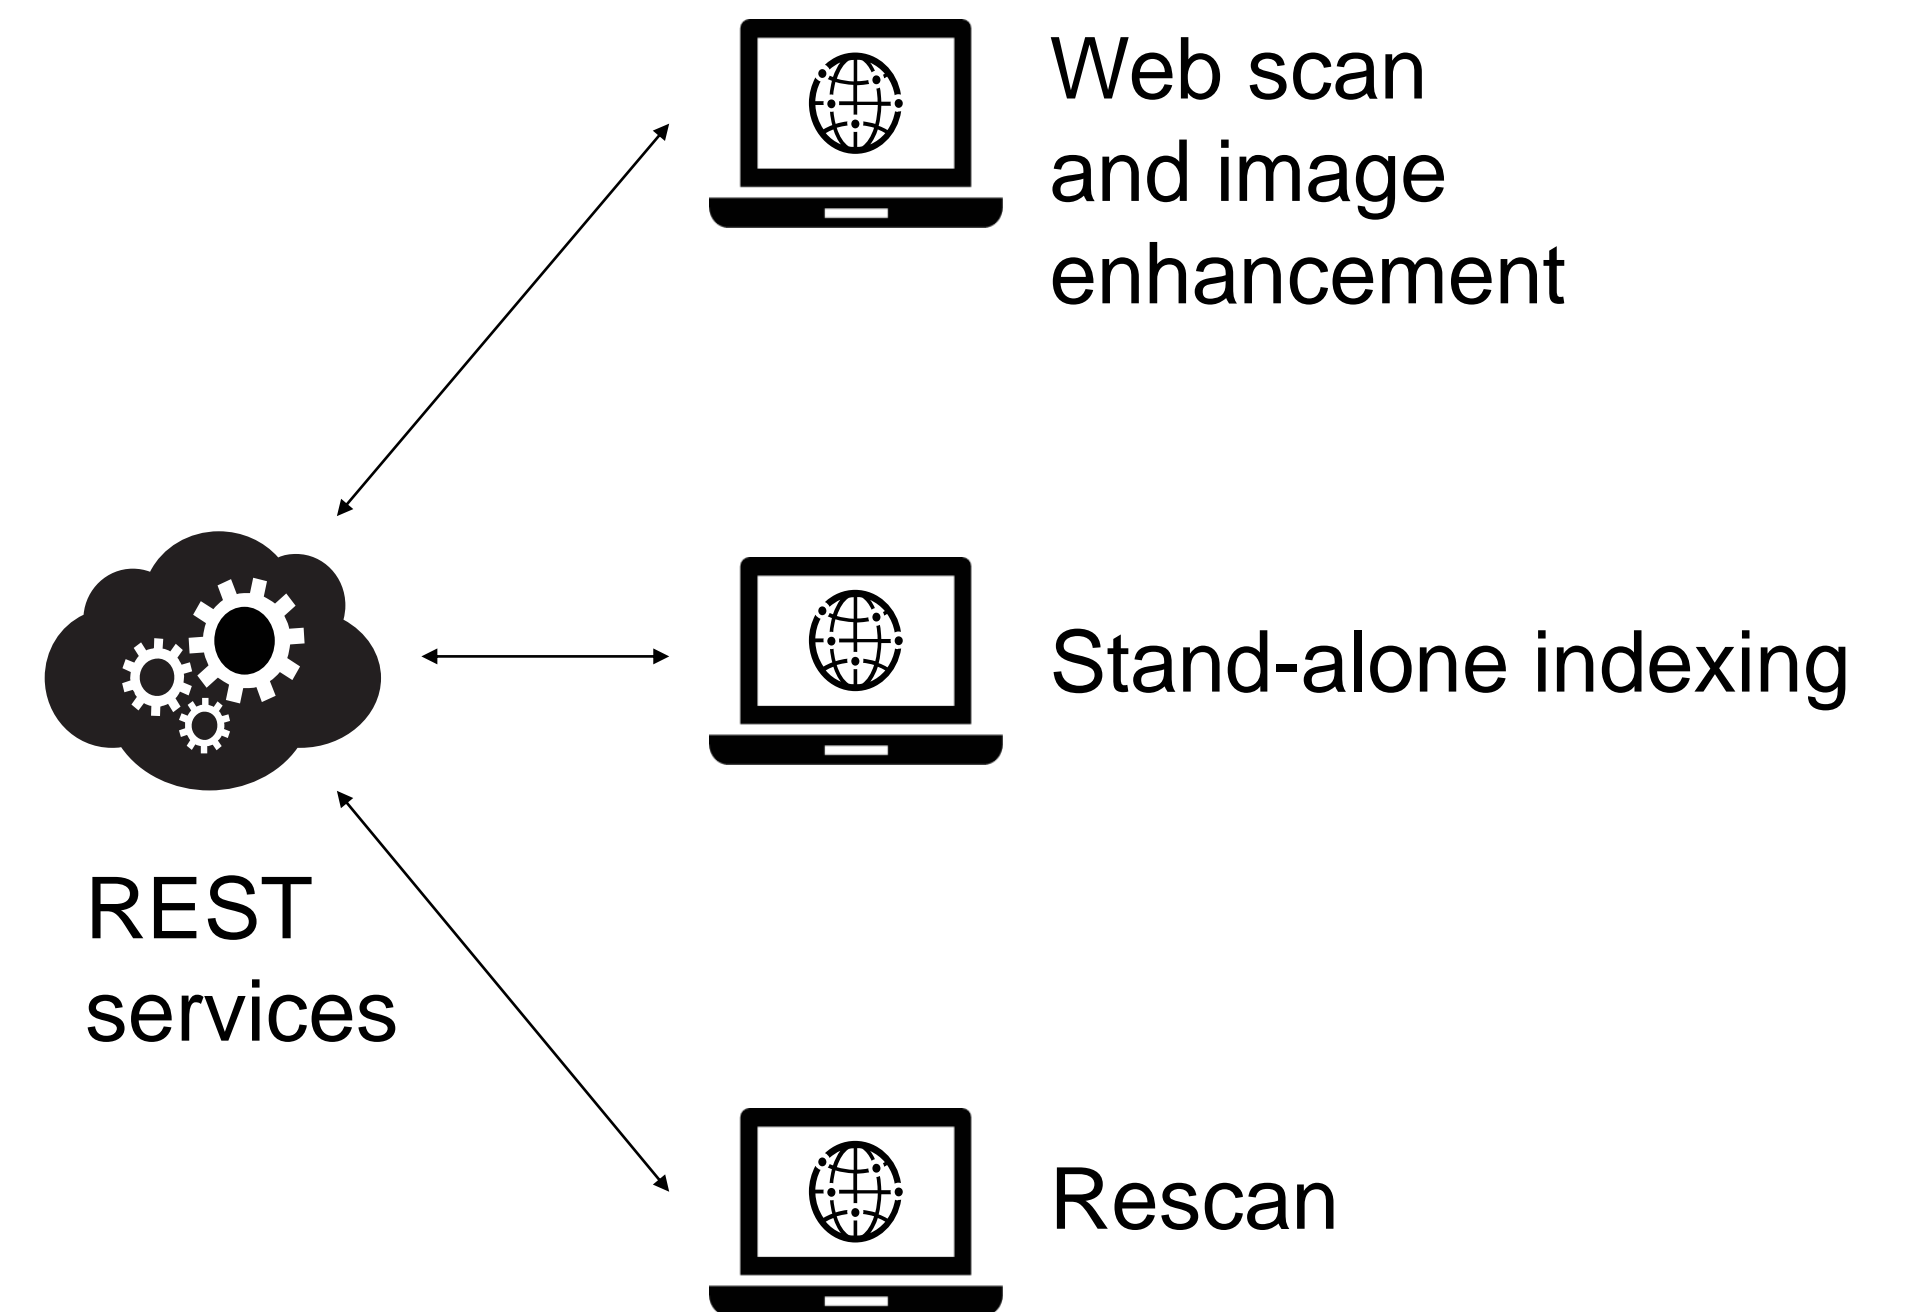 Web scan
and image
enhancement
Stand-alone indexing
REST
services
Rescan